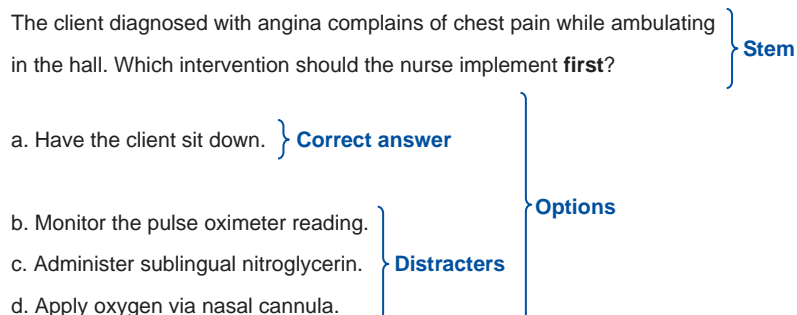 The client diagnosed with angina complains of chest pain while ambulating
in the hall. Which intervention should the nurse implement first?
Stem
a. Have the client sit down.
Correct answer
Options
b. Monitor the pulse oximeter reading.
c. Administer sublingual nitroglycerin.
Distracters
d. Apply oxygen via nasal cannula.